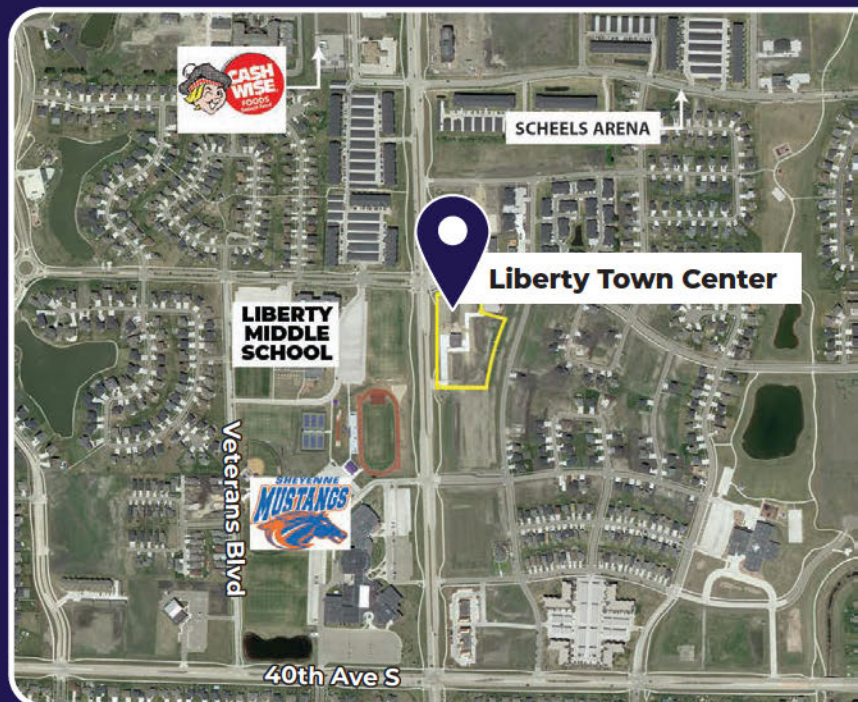 CASH
WISE
FOODS
SCHEELS ARENA
Liberty Town Center
LIBERTY
MIDDLE
SCHOOL
Veterans Blvd
SHEYENNE
MUSTANGS
40th Ave S